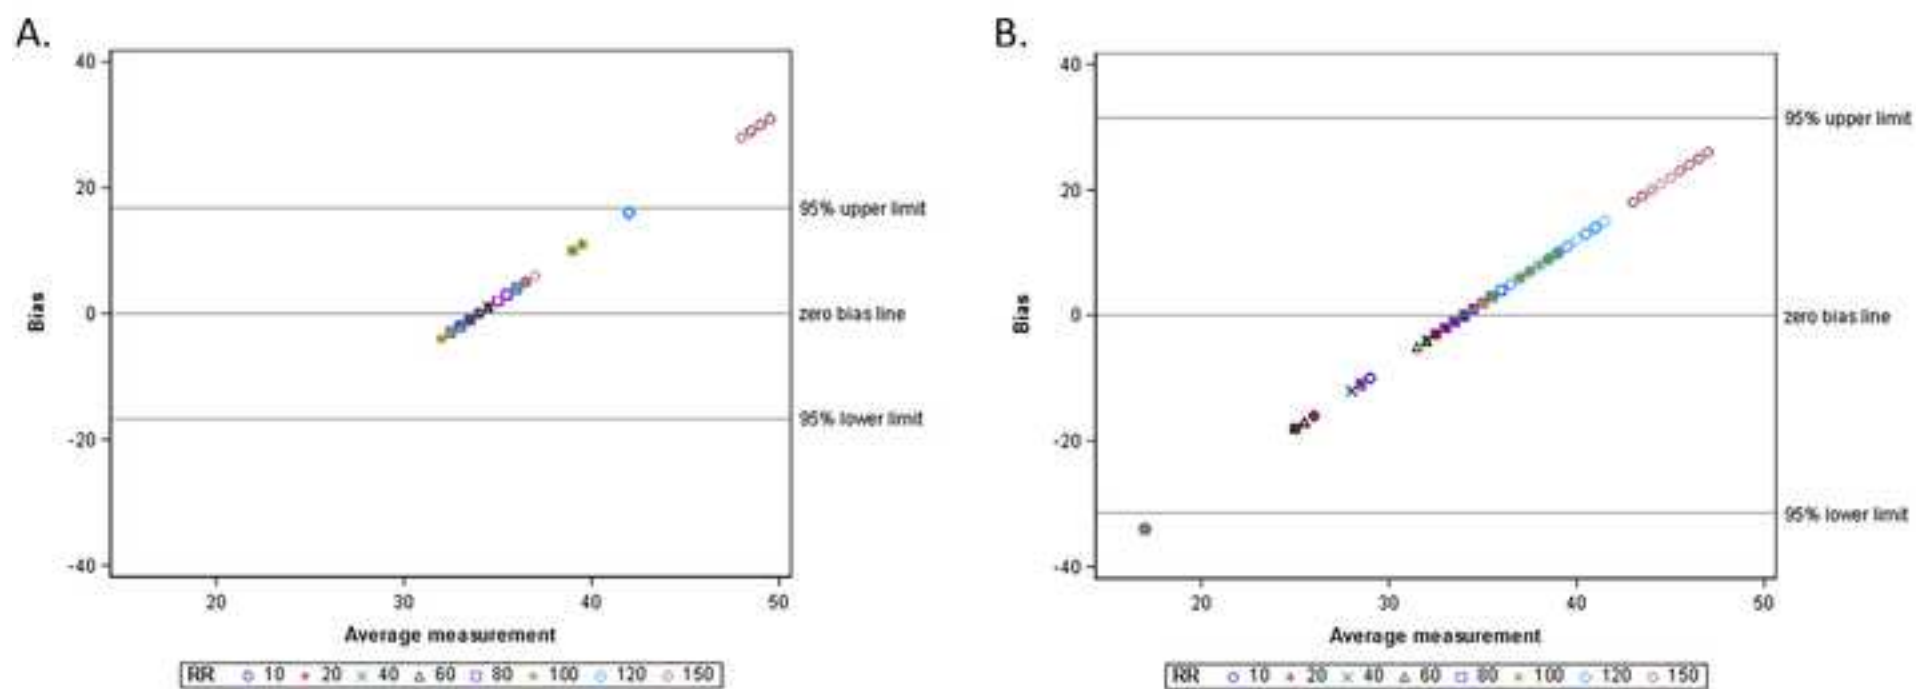 A.
40
20
0
-20
-40
Bias
95% upper limit
zero bias line
95% lower limit
20 30 40 50
Average measurement
RR 10 20 40 60 80 100 120 150
B.
40
20
0
-20
-40
Bias
95% upper limit
zero bias line
95% lower limit
20 30 40 50
Average measurement
RR 10 20 40 60 80 100 120 150